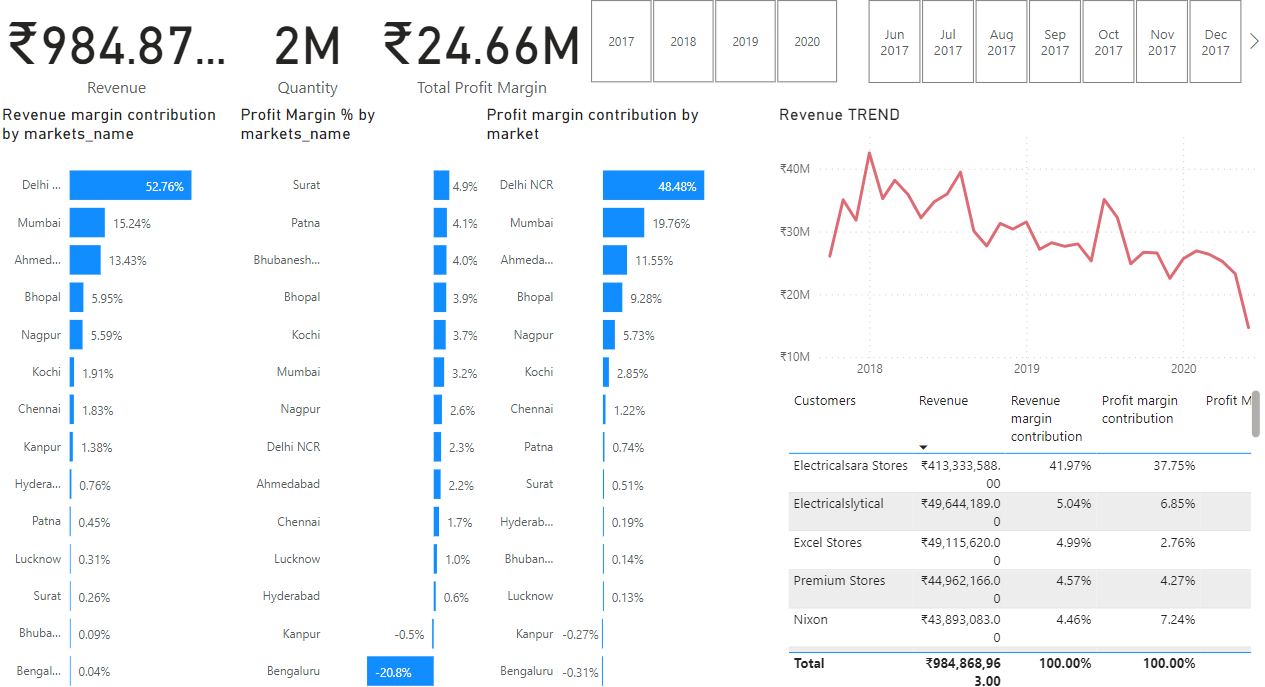 ₹984.87...
Revenue
2M
Quantity
₹24.66M
Total Profit Margin
2017
2018
2019
2020
Jun
2017
Jul
2017
Aug
2017
Sep
2017
Oct
2017
Nov
2017
Dec
2017
Revenue margin contribution
by markets_name
Delhi ... 52.76%
Mumbai 15.24%
Ahmed... 13.43%
Bhopal 5.95%
Nagpur 5.59%
Kochi 1.91%
Chennai 1.83%
Kanpur 1.38%
Hydera... 0.76%
Patna 0.45%
Lucknow 0.31%
Surat 0.26%
Bhuba... 0.09%
Bengal... 0.04%
Profit Margin % by
markets_name
Surat 4.9%
Patna 4.1%
Bhubanesh... 4.0%
Bhopal 3.9%
Kochi 3.7%
Mumbai 3.2%
Nagpur 2.6%
Delhi NCR 2.3%
Ahmedabad 2.2%
Chennai 1.7%
Lucknow 1.0%
Hyderabad 0.6%
Kanpur -0.5%
Bengaluru -20.8%
Profit margin contribution by
market
Delhi NCR 48.48%
Mumbai 19.76%
Ahmeda... 11.55%
Bhopal 9.28%
Nagpur 5.73%
Kochi 2.85%
Chennai 1.22%
Patna 0.74%
Surat 0.51%
Hyderab... 0.19%
Bhuban... 0.14%
Lucknow 0.13%
Kanpur -0.27%
Bengaluru -0.31%
Revenue TREND
₹40M
₹30M
₹20M
₹10M
2018 2019 2020
Customers Revenue Revenue Profit margin Profit M
margin contribution
contribution
Electricalsara Stores ₹413,333,588. 41.97% 37.75%
00
Electricalslytical ₹49,644,189.0 5.04% 6.85%
0
Excel Stores ₹49,115,620.0 4.99% 2.76%
0
Premium Stores ₹44,962,166.0 4.57% 4.27%
0
Nixon ₹43,893,083.0 4.46% 7.24%
0
Total ₹984,868,96 100.00% 100.00%
3.00